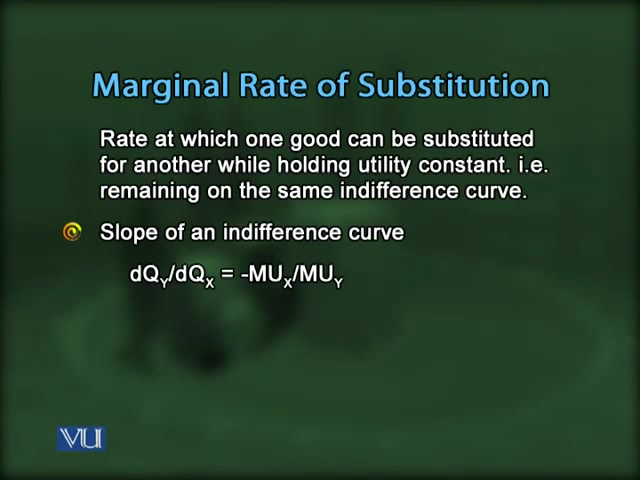 Marginal Rate of Substitution
Rate at which one good can be substituted
for another while holding utility constant. i.e.
remaining on the same indifference curve.
Slope of an indifference curve
dQY/dQX = -MUX/MUY
VU